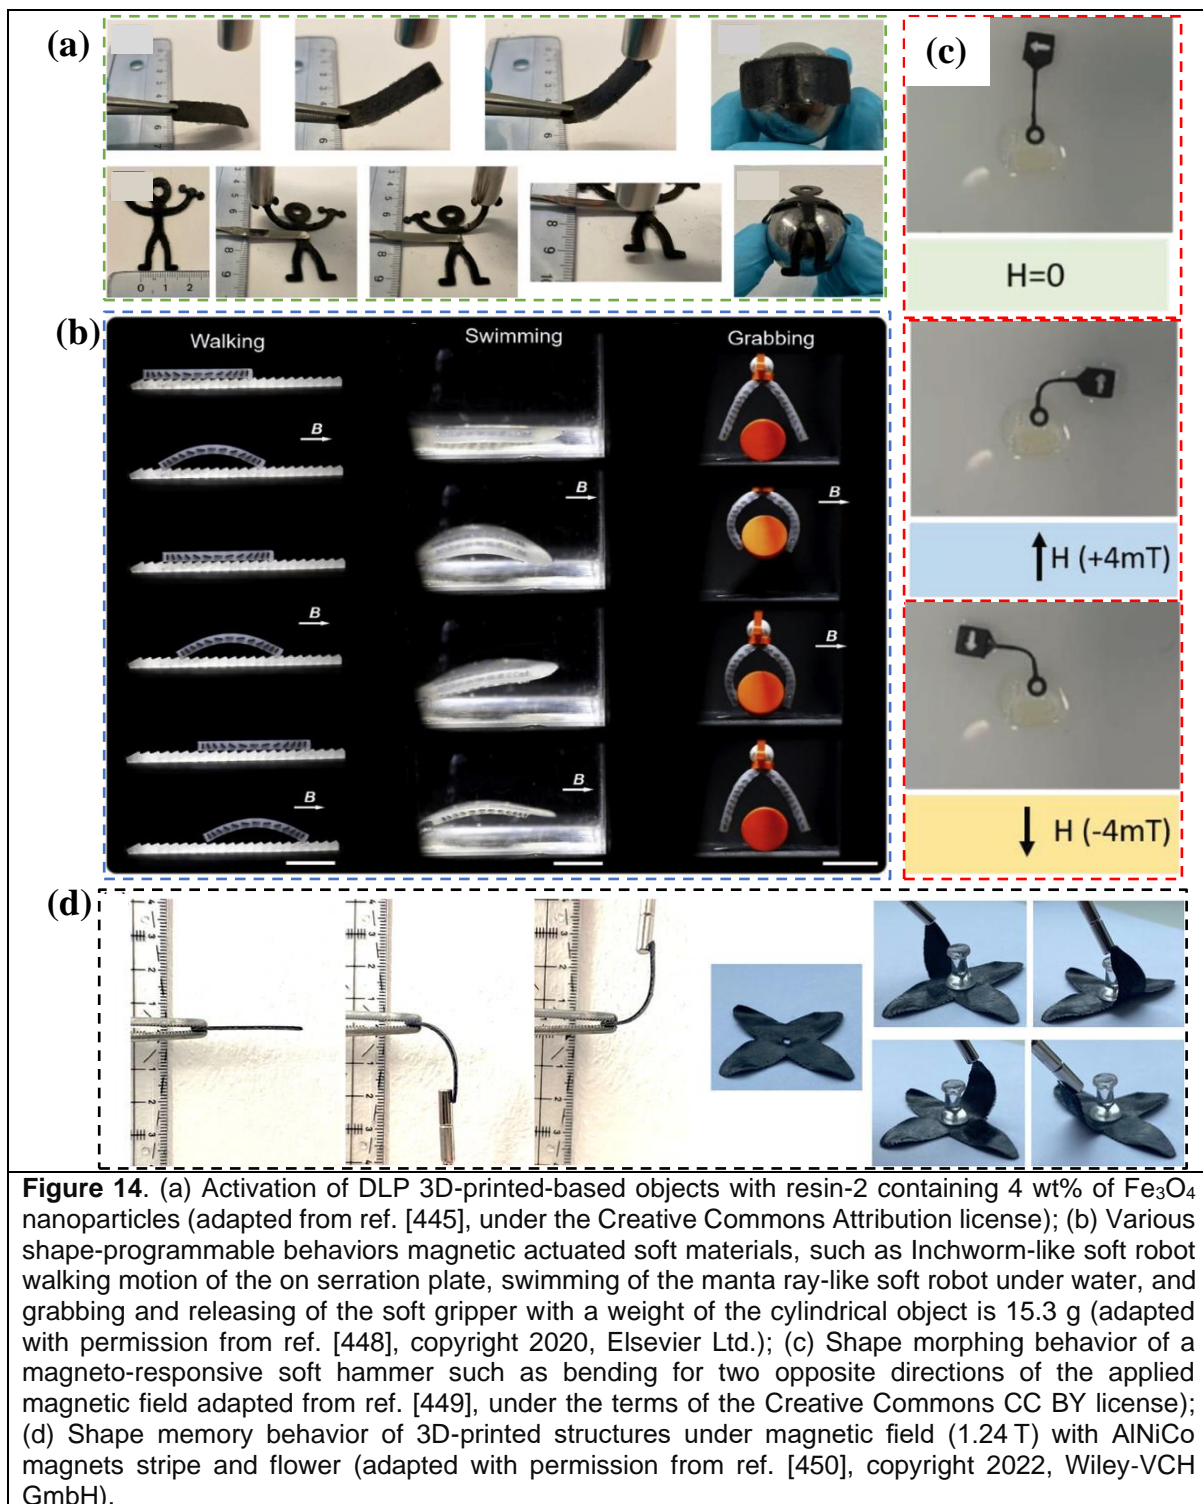 (a)
(c)
0 1 2
H=0
(b)
Walking
Swimming
Grabbing
B
B
B
B
B
B
B
H (+4mT)
H (-4mT)
(d)
Figure 14. (a) Activation of DLP 3D-printed-based objects with resin-2 containing 4 wt% of Fe₃O₄
nanoparticles (adapted from ref. [445], under the Creative Commons Attribution license); (b) Various
shape-programmable behaviors magnetic actuated soft materials, such as Inchworm-like soft robot
walking motion of the on serration plate, swimming of the manta ray-like soft robot under water, and
grabbing and releasing of the soft gripper with a weight of the cylindrical object is 15.3 g (adapted
with permission from ref. [448], copyright 2020, Elsevier Ltd.); (c) Shape morphing behavior of a
magneto-responsive soft hammer such as bending for two opposite directions of the applied
magnetic field adapted from ref. [449], under the terms of the Creative Commons CC BY license);
(d) Shape memory behavior of 3D-printed structures under magnetic field (1.24 T) with AlNiCo
magnets stripe and flower (adapted with permission from ref. [450], copyright 2022, Wiley-VCH
GmbH).